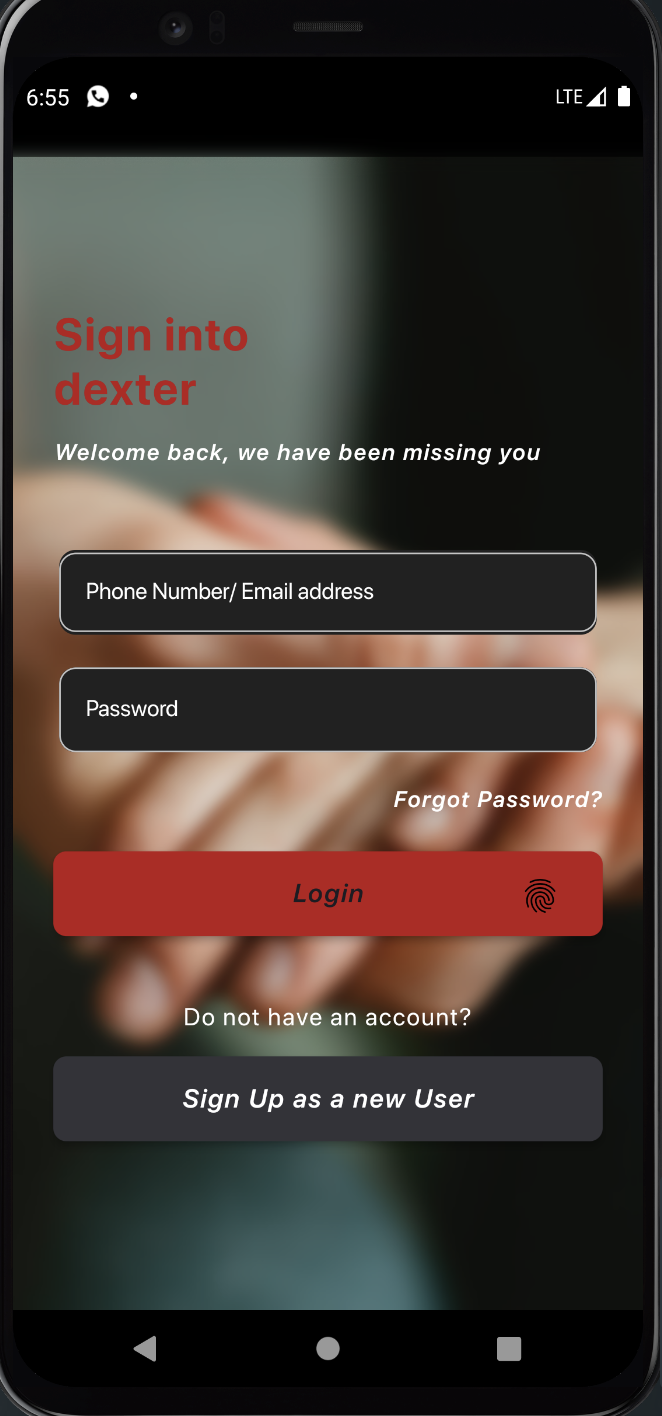 6:55
LTE
Sign into
dexter
Welcome back, we have been missing you
Phone Number/ Email address
Password
Forgot Password?
Login
Do not have an account?
Sign Up as a new User